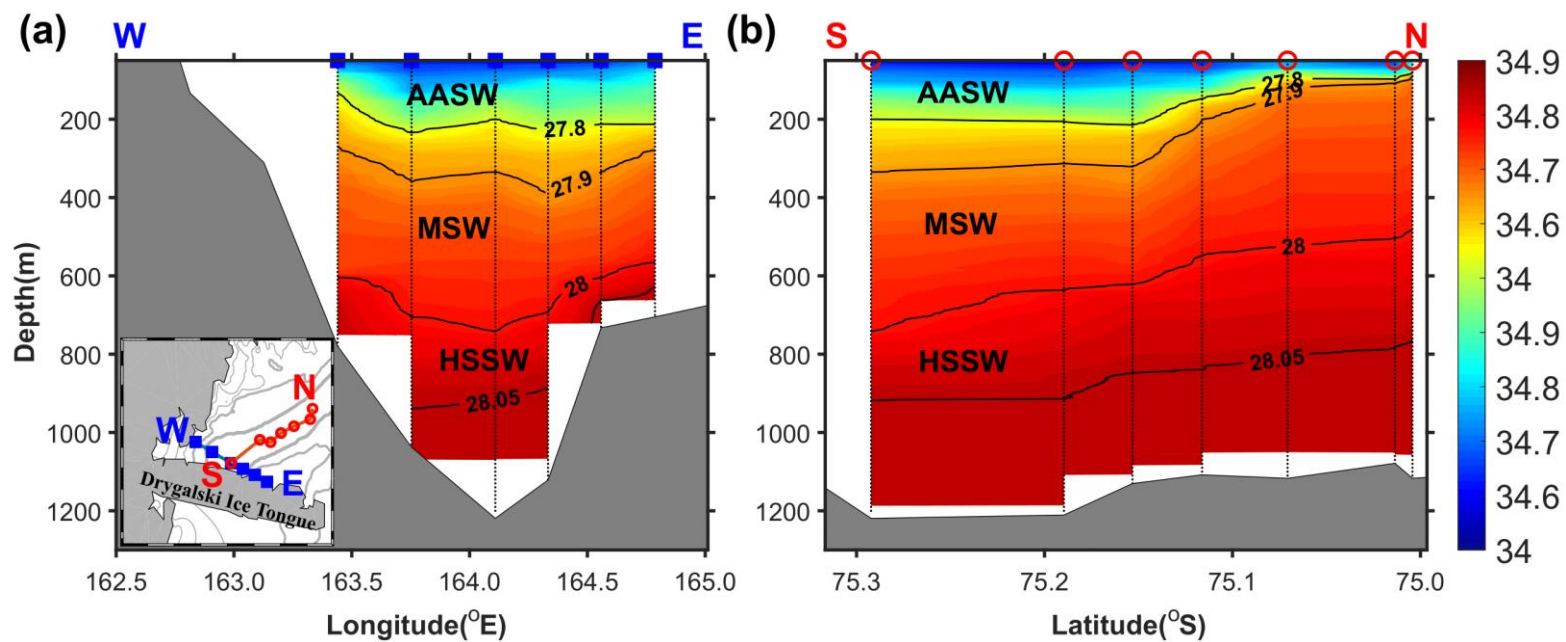 (a)
W
E
AASW
27.8
27.9
MSW
28
HSSW
28.05
200
400
600
800
1000
1200
Depth(m)
W
N
S
E
Drygalski Ice Tongue
162.5
163.0
163.5
164.0
164.5
165.0
Longitude(°E)
(b)
S
N
AASW
27.8
27.9
MSW
28
HSSW
28.05
200
400
600
800
1000
1200
75.3
75.2
75.1
75.0
Latitude(°S)
34.9
34.8
34.8
34.7
34.6
34.9
34.7
34.6
34.6
34.5
34